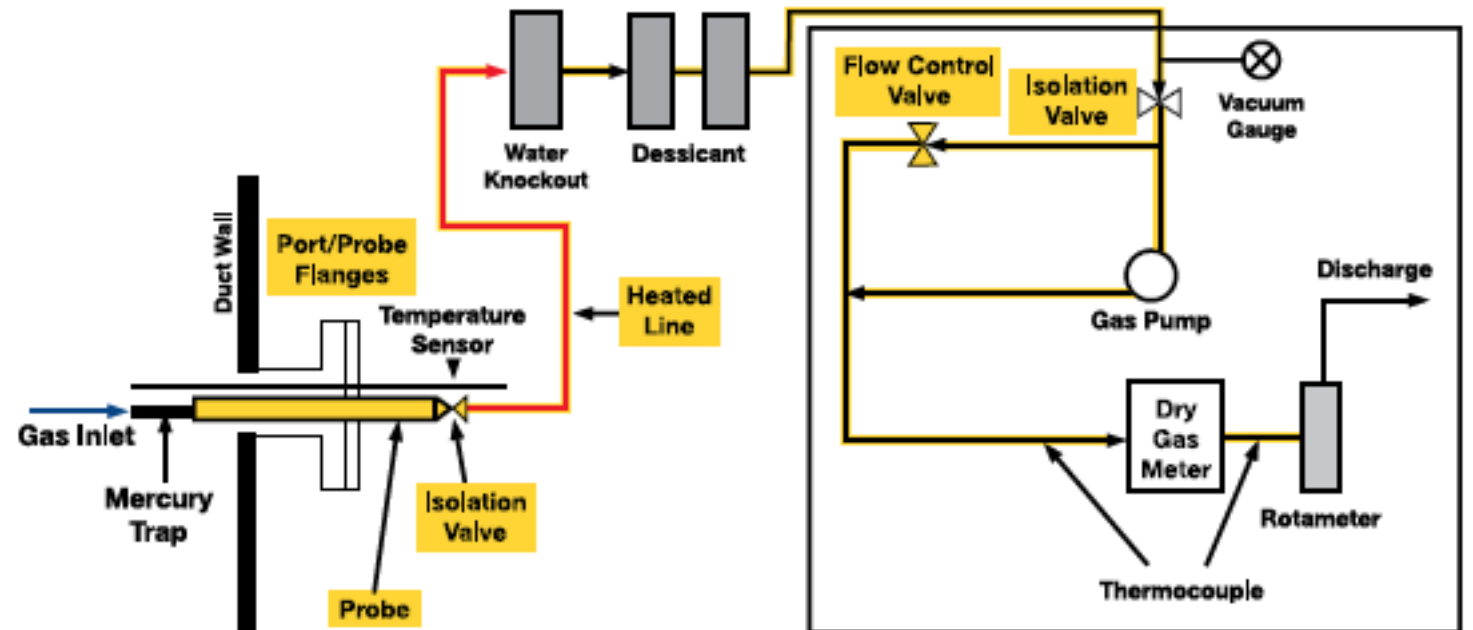 Flow Control
Valve
Isolation
Valve
Vacuum
Gauge
Water
Knockout
Dessicant
Duct Wall
Port/Probe
Flanges
Temperature
Sensor
Heated
Line
Gas Pump
Discharge
Gas Inlet
Mercury
Trap
Isolation
Valve
Probe
Dry
Gas
Meter
Rotameter
Thermocouple